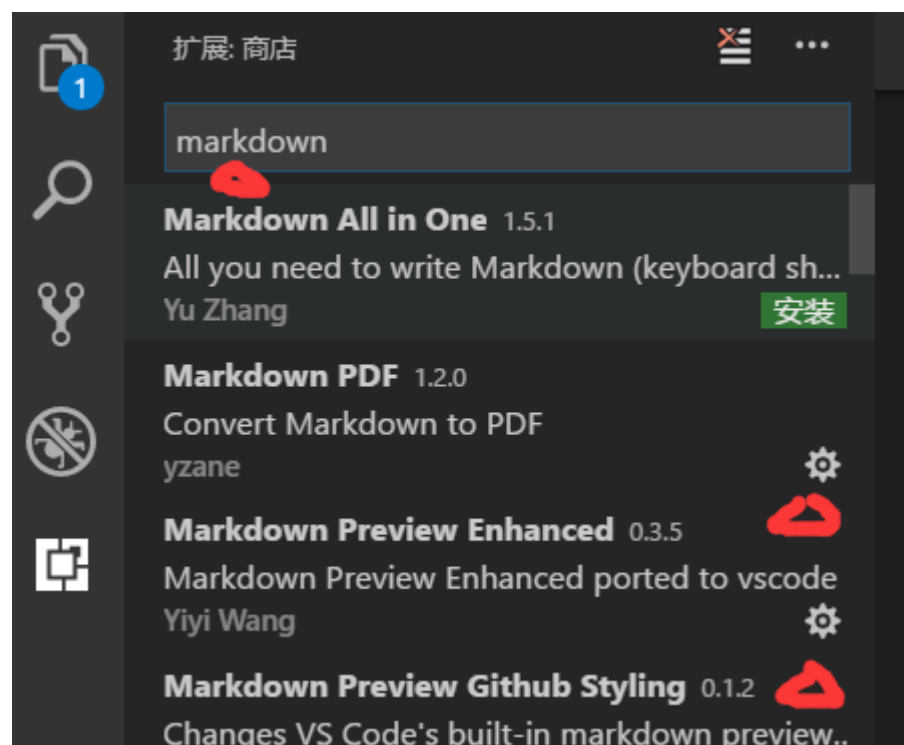 扩展: 商店
1
markdown
Markdown All in One 1.5.1
All you need to write Markdown (keyboard sh...
Yu Zhang
安装
Markdown PDF 1.2.0
Convert Markdown to PDF
yzane
Markdown Preview Enhanced 0.3.5
Markdown Preview Enhanced ported to vscode
Yiyi Wang
Markdown Preview Github Styling 0.1.2
Changes VS Code's built-in markdown preview..